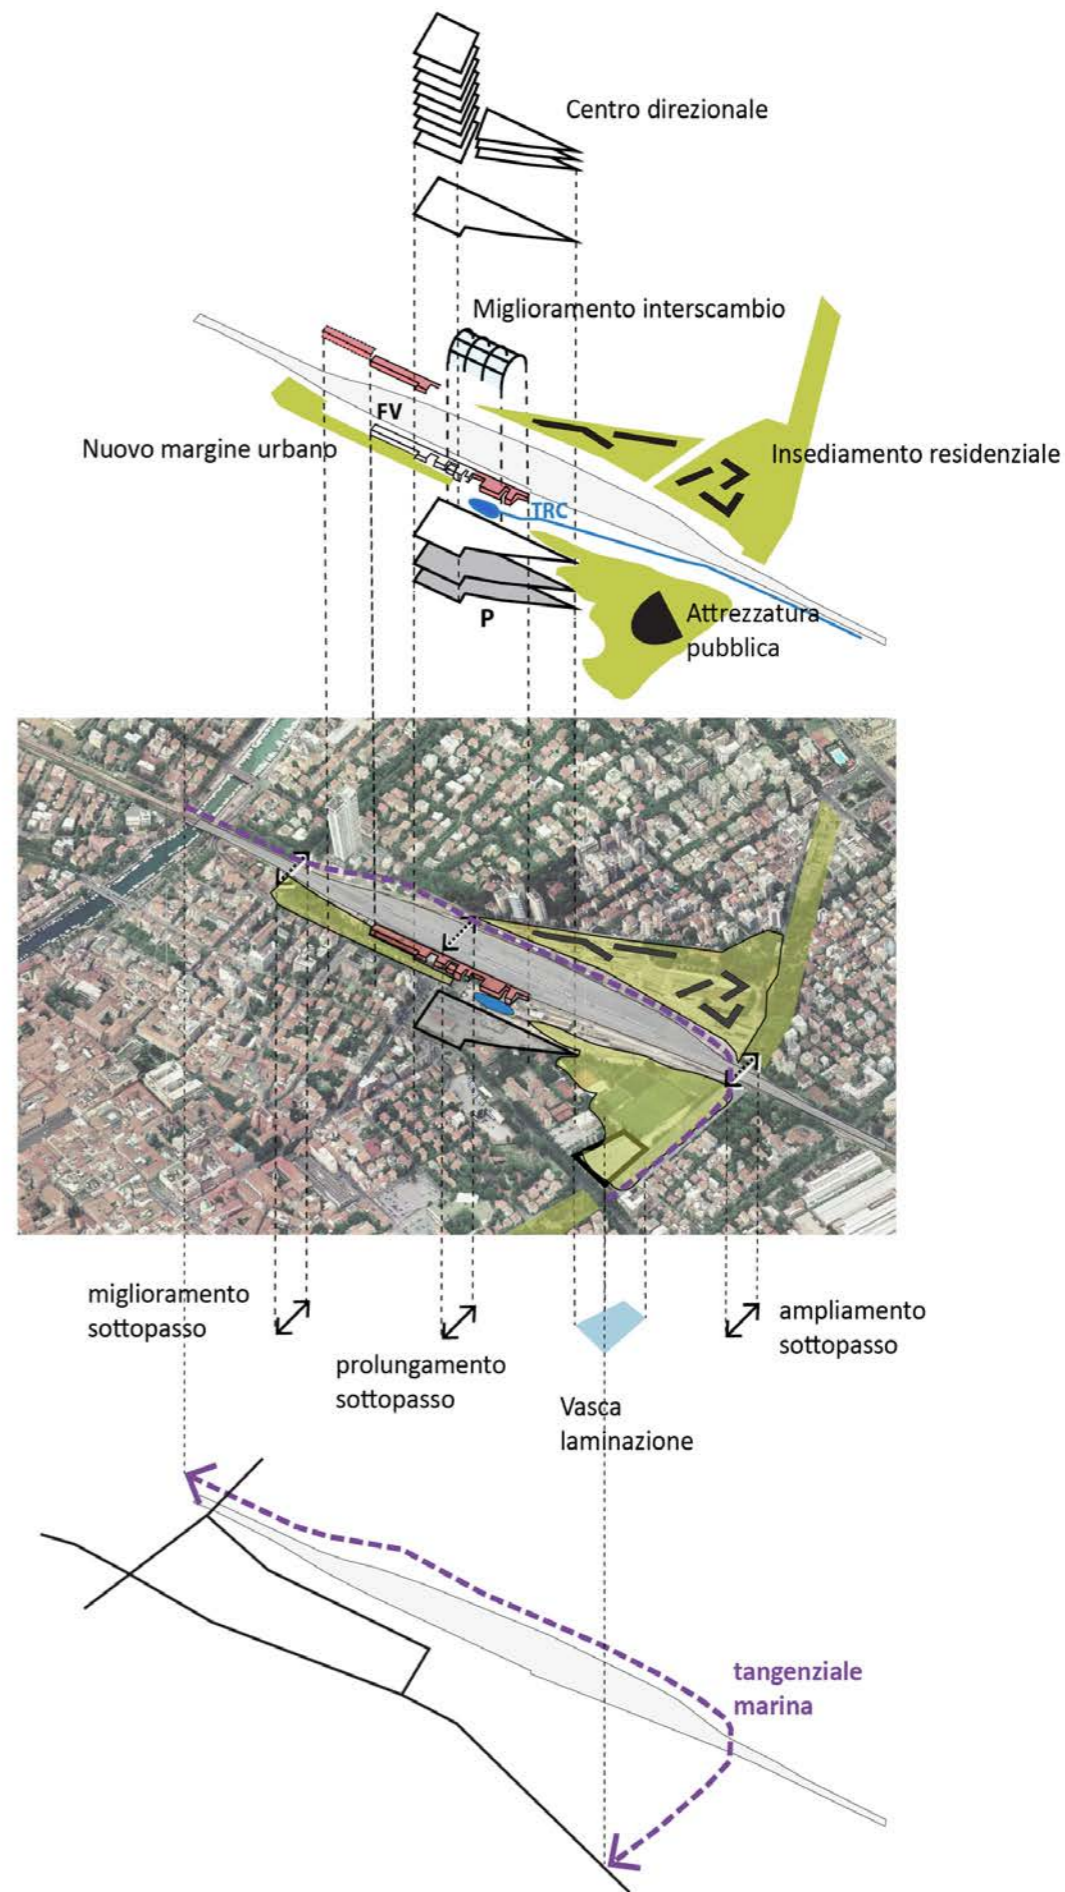 Centro direzionale
Miglioramento interscambio
FV
Nuovo margine urbano
Insediamento residenziale
TRC
P
Attrezzatura
pubblica
miglioramento
sottopasso
prolungamento
sottopasso
Vasca
laminazione
ampliamento
sottopasso
tangenziale
marina